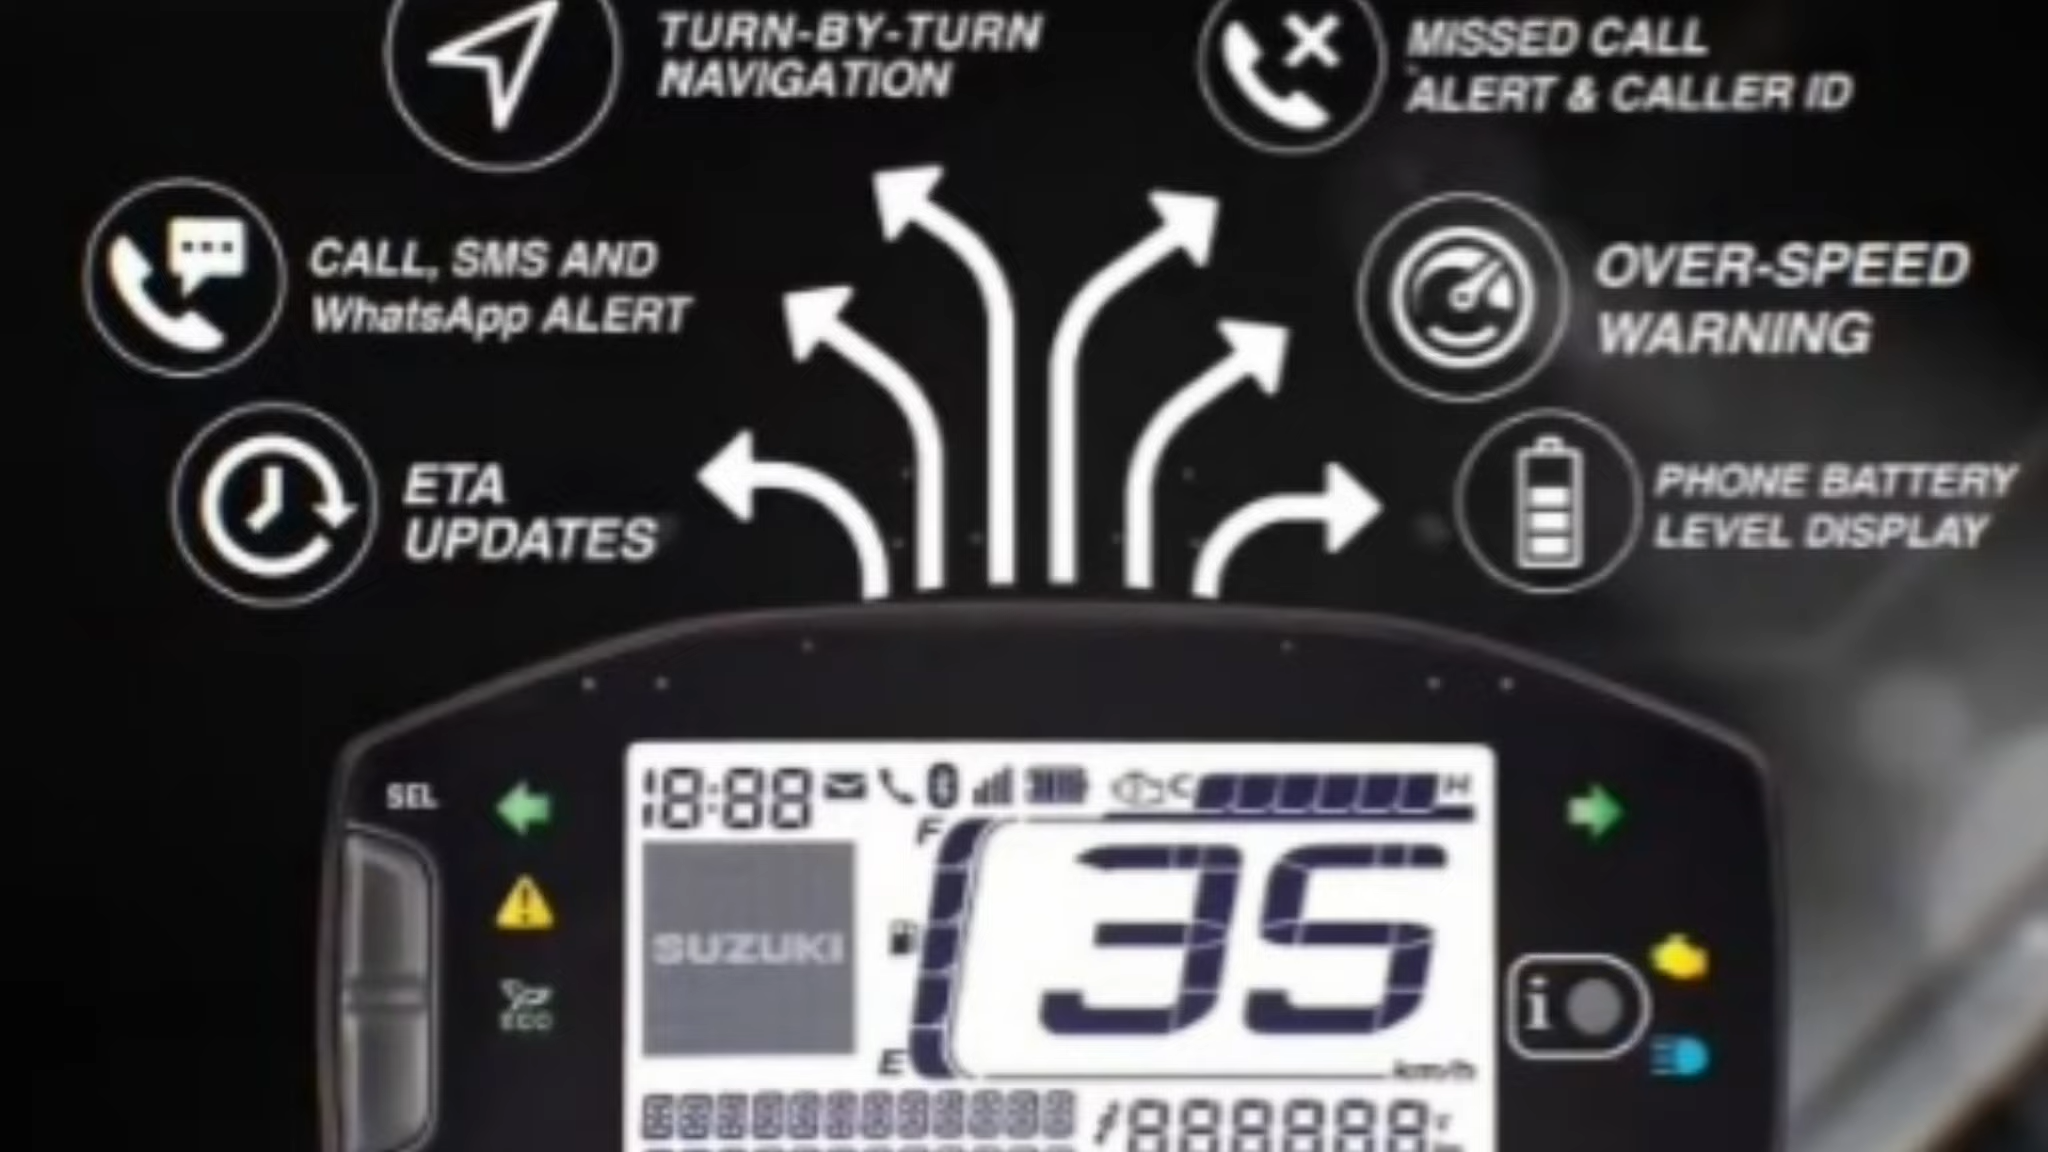 TURN-BY-TURN
NAVIGATION
MISSED CALL
ALERT & CALLER ID
CALL, SMS AND
WhatsApp ALERT
OVER-SPEED
WARNING
ETA
UPDATES
PHONE BATTERY
LEVEL DISPLAY
SEL
18:88
C
H
F
35
SUZUKI
i
ECO
E
km/h
888888